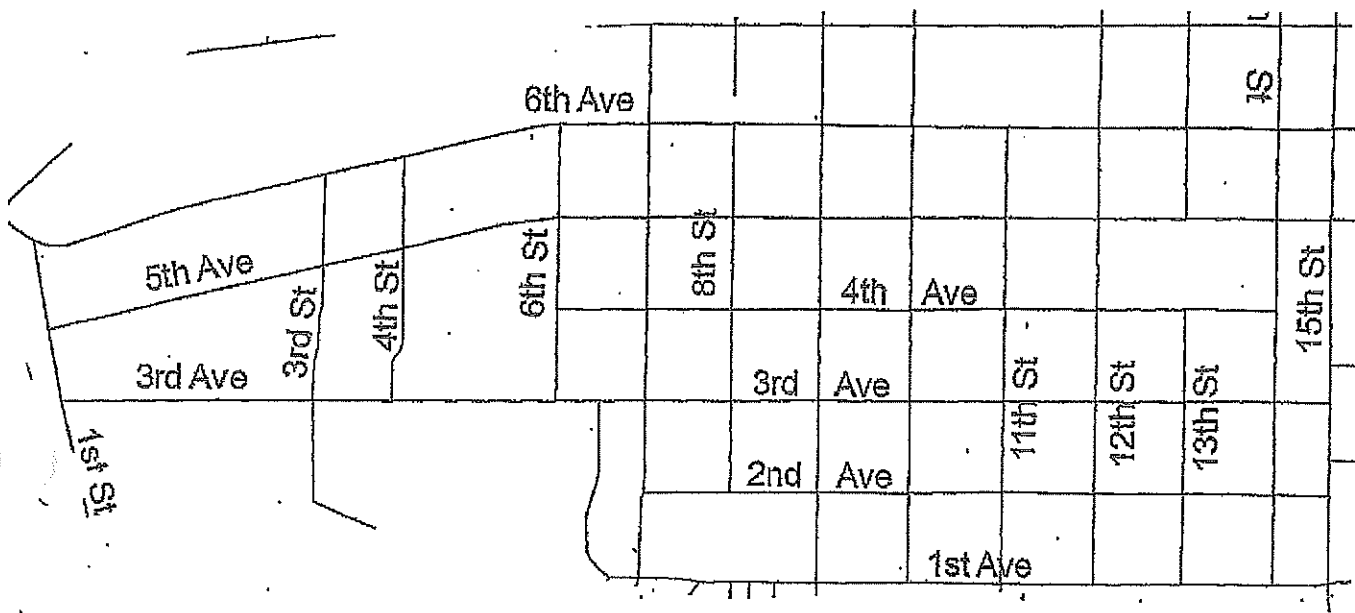 St
6th Ave
5th Ave
8th St
6th St
4th Ave
15th St
3rd St
4th St
3rd Ave
3rd Ave
11th St
12th St
13th St
1st St
2nd Ave
1st Ave